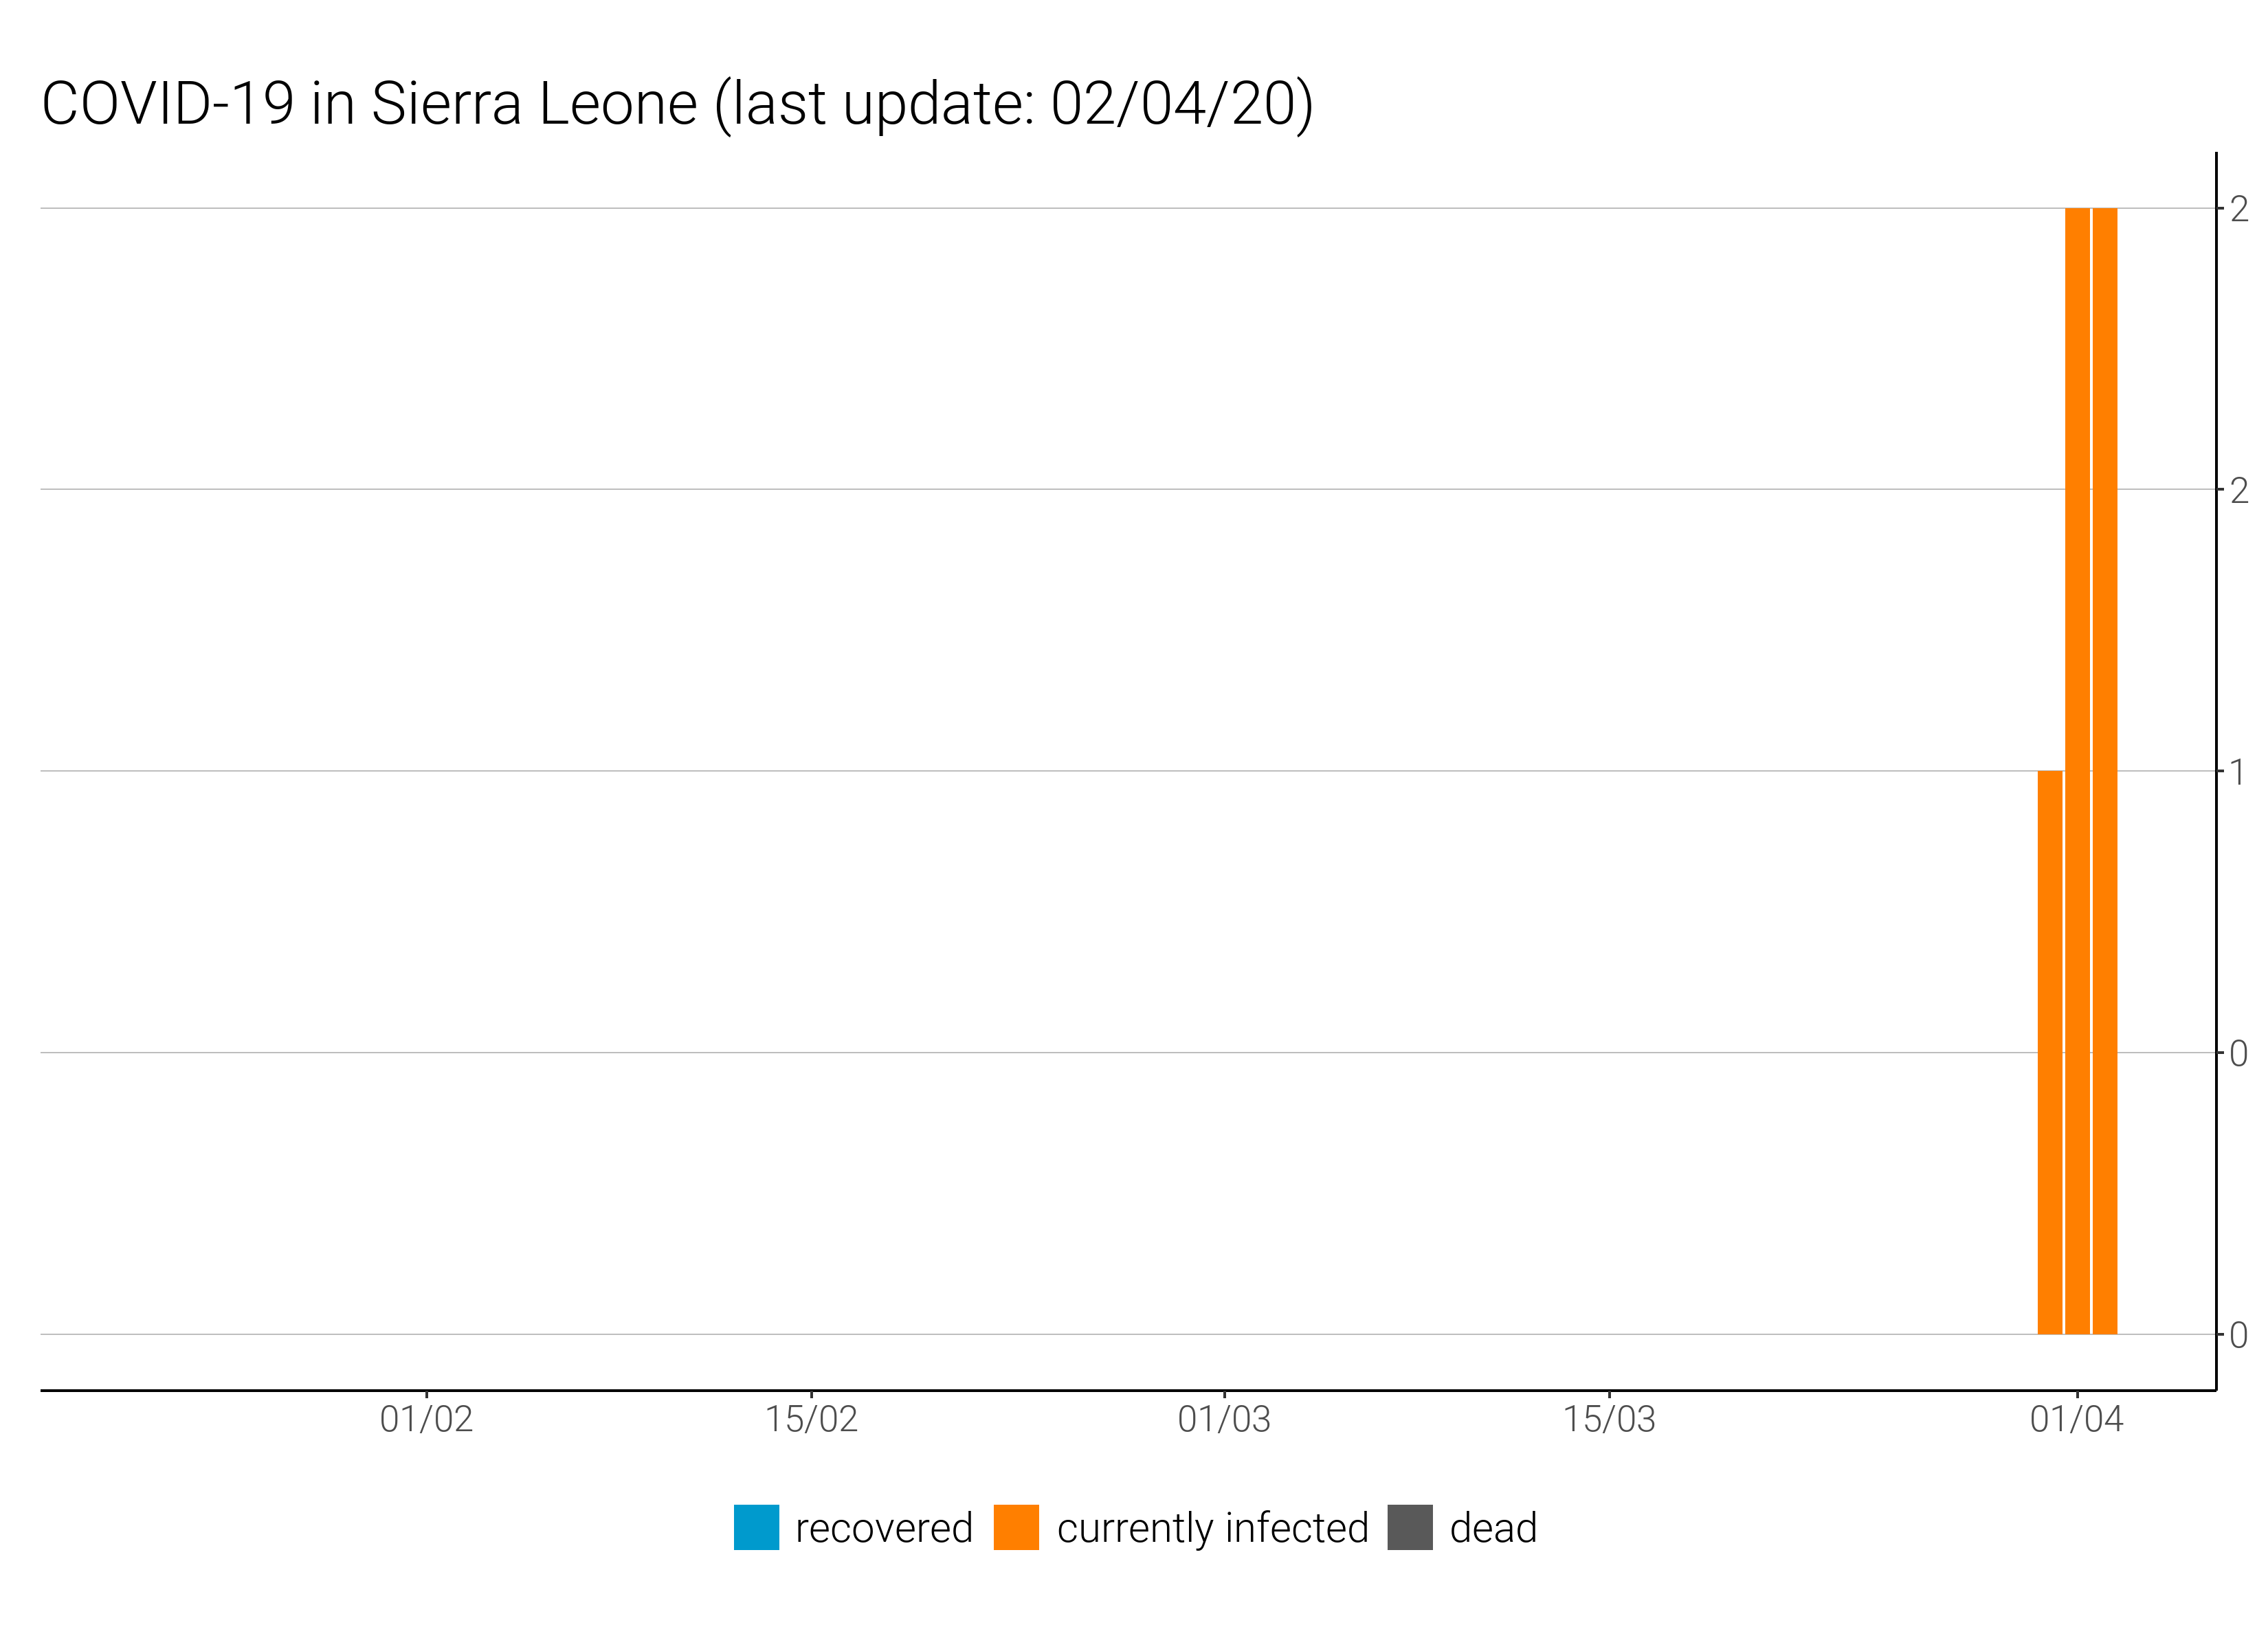 COVID-19 in Sierra Leone (last update: 02/04/20)
2
2
1
0
0
01/02 15/02 01/03 15/03 01/04
recovered currently infected dead